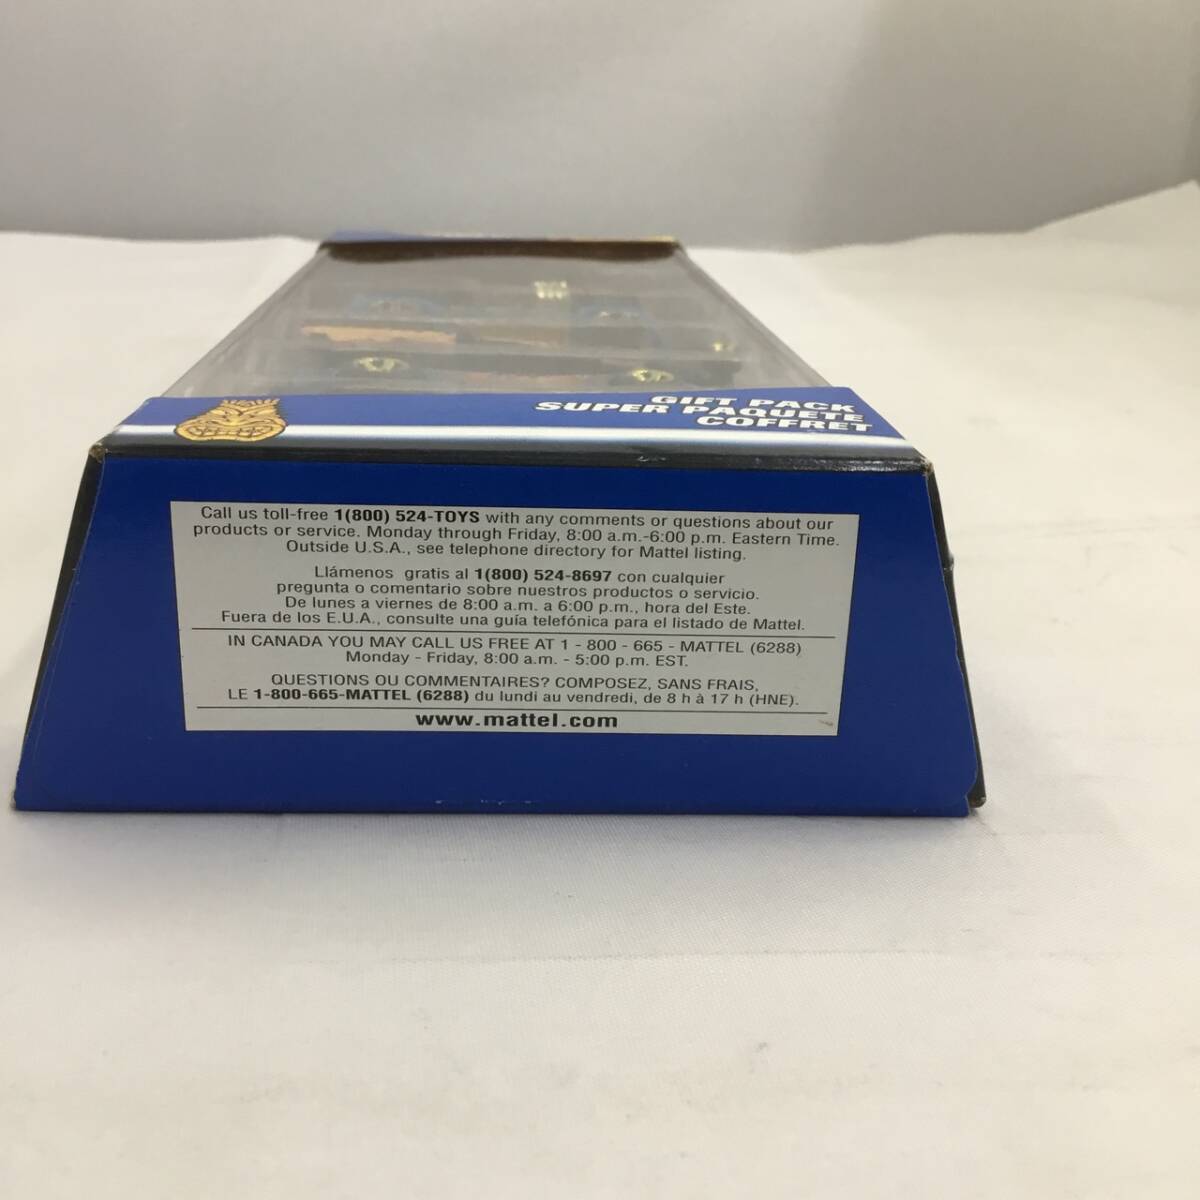 GIFT PACK
SUPER PAQUETE
COFFRET
Call us toll-free 1(800) 524-TOYS with any comments or questions about our
products or service. Monday through Friday, 8:00 a.m.-6:00 p.m. Eastern Time.
Outside U.S.A., see telephone directory for Mattel listing.
Llámenos gratis al 1(800) 524-8697 con cualquier
pregunta o comentario sobre nuestros productos o servicio.
De lunes a viernes de 8:00 a.m. a 6:00 p.m., hora del Este.
Fuera de los E.U.A., consulte una guía telefónica para el listado de Mattel.
IN CANADA YOU MAY CALL US FREE AT 1 - 800 - 665 - MATTEL (6288)
Monday - Friday, 8:00 a.m. - 5:00 p.m. EST.
QUESTIONS OU COMMENTAIRES? COMPOSEZ, SANS FRAIS,
LE 1-800-665-MATTEL (6288) du lundi au vendredi, de 8 h à 17 h (HNE).
www.mattel.com